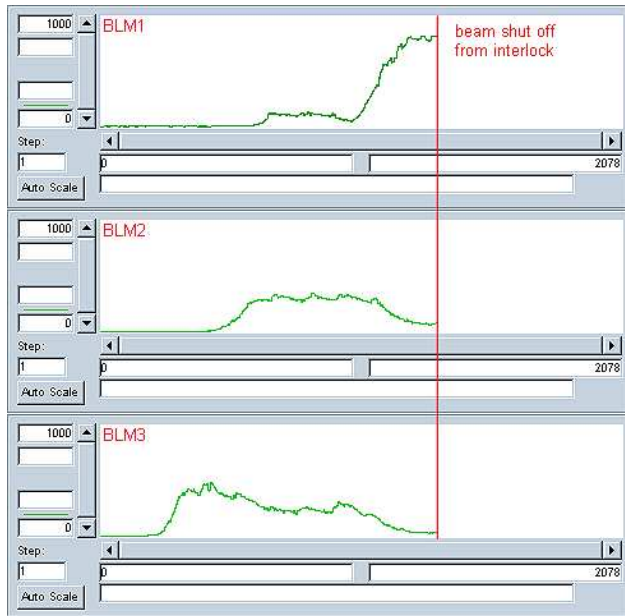 1000
BLM1
beam shut off
from interlock
0
Step:
1
0
2078
Auto Scale
1000
BLM2
0
Step:
1
0
2078
Auto Scale
1000
BLM3
0
Step:
1
0
2078
Auto Scale